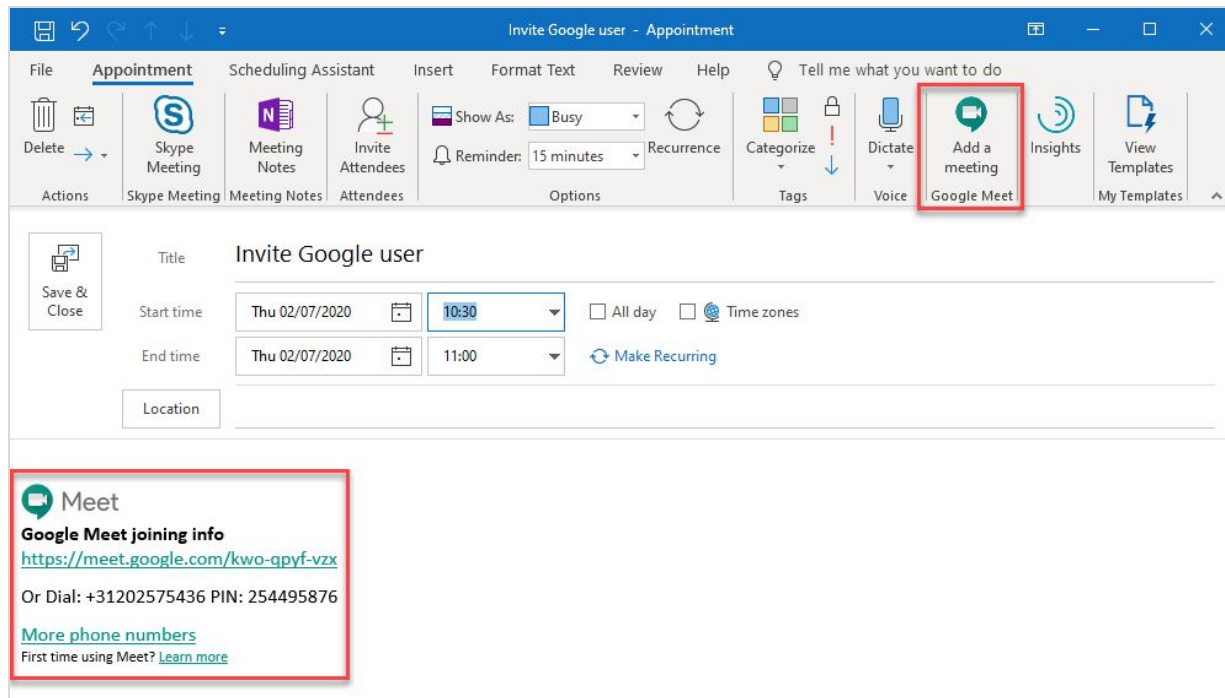 Invite Google user - Appointment
File Appointment Scheduling Assistant Insert Format Text Review Help Tell me what you want to do
Delete
Skype
Meeting
Meeting
Notes
Invite
Attendees
Show As: Busy
Reminder: 15 minutes
Recurrence
Categorize
Dictate
Add a
meeting
Insights
View
Templates
Actions Skype Meeting Meeting Notes Attendees Options Tags Voice Google Meet My Templates
Save &
Close
Title Invite Google user
Start time Thu 02/07/2020 10:30 All day Time zones
End time Thu 02/07/2020 11:00 Make Recurring
Location
Meet
Google Meet joining info
https://meet.google.com/kwo-qpyf-vzx
Or Dial: +31202575436 PIN: 254495876
More phone numbers
First time using Meet? Learn more